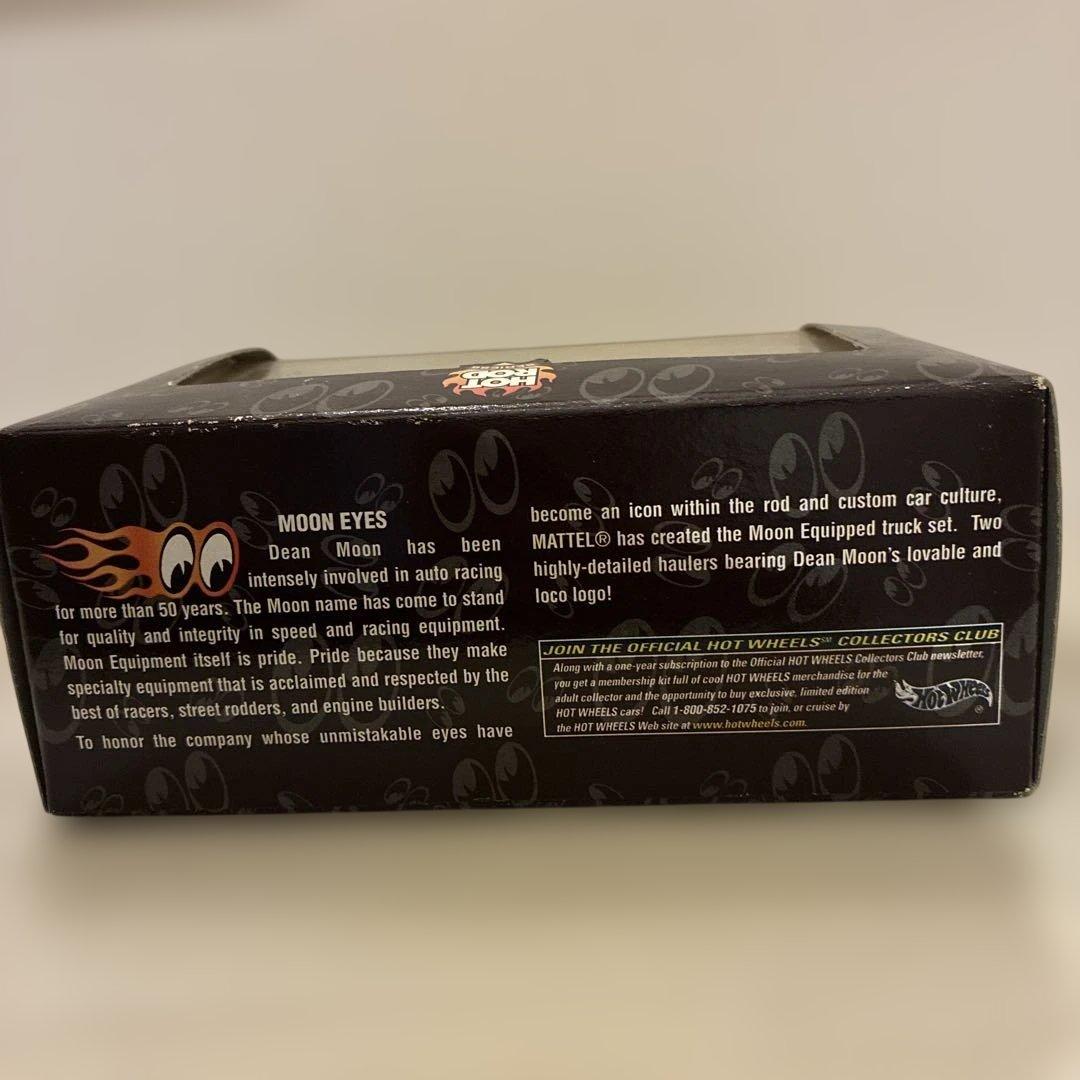 HOT
ROD
MOON EYES
Dean Moon has been
intensely involved in auto racing
for more than 50 years. The Moon name has come to stand
for quality and integrity in speed and racing equipment.
Moon Equipment itself is pride. Pride because they make
specialty equipment that is acclaimed and respected by the
best of racers, street rodders, and engine builders.
To honor the company whose unmistakable eyes have
become an icon within the rod and custom car culture,
MATTEL® has created the Moon Equipped truck set. Two
highly-detailed haulers bearing Dean Moon's lovable and
loco logo!
JOIN THE OFFICIAL HOT WHEELS℠ COLLECTORS CLUB
Along with a one-year subscription to the Official HOT WHEELS Collectors Club newsletter,
you get a membership kit full of cool HOT WHEELS merchandise for the
adult collector and the opportunity to buy exclusive, limited edition
HOT WHEELS cars! Call 1-800-852-1075 to join, or cruise by
the HOT WHEELS Web site at www.hotwheels.com.
HOT WHEELS
®